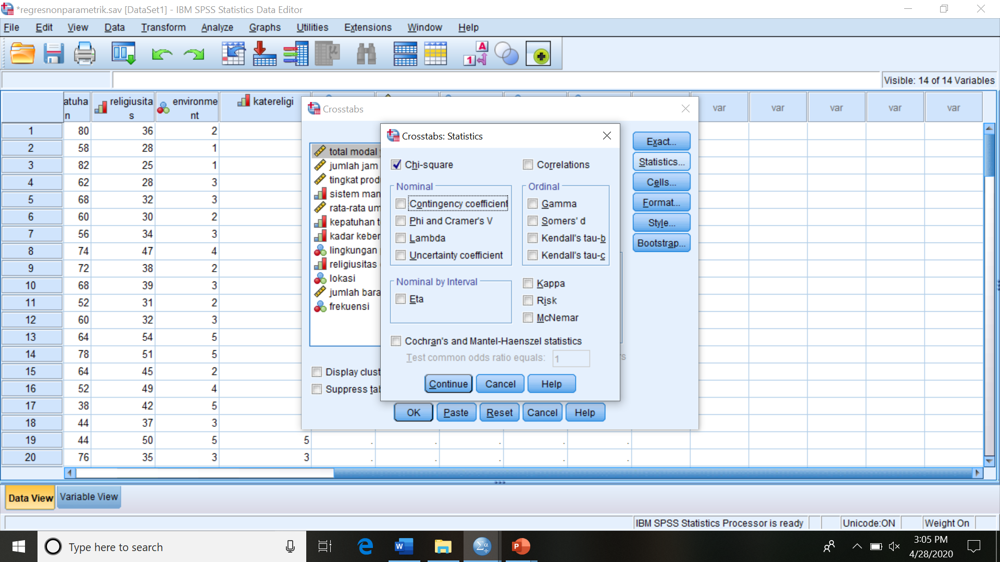 *regresnonparametrik.sav [DataSet1] - IBM SPSS Statistics Data Editor
File Edit View Data Transform Analyze Graphs Utilities Extensions Window Help
Visible: 14 of 14 Variables
atuha
n
religiusita
s
environme
nt
katereligi
var var var var var
1 80 36 2
2 58 28 1
3 82 25 1
4 62 28 3
5 68 32 3
6 60 30 2
7 56 34 3
8 74 47 4
9 72 38 2
10 68 39 3
11 52 31 2
12 60 32 3
13 64 54 5
14 78 51 5
15 64 45 2
16 52 49 4
17 38 42 5
18 44 37 3
19 44 50 5 5 . . . . .
20 76 35 3 3 . . . . .
Crosstabs
total modal
jumlah jam
tingkat prod
sistem man
rata-rata um
kepatuhan t
kadar keber
lingkungan
religiusitas
lokasi
jumlah bara
frekuensi
Display clust
Suppress tab
Exact...
Statistics...
Cells...
Format...
Style...
Bootstrap...
OK Paste Reset Cancel Help
Crosstabs: Statistics
Chi-square Correlations
Nominal
Contingency coefficient
Phi and Cramer's V
Lambda
Uncertainty coefficient
Ordinal
Gamma
Somers' d
Kendall's tau-b
Kendall's tau-c
Nominal by Interval
Eta
Kappa
Risk
McNemar
Cochran's and Mantel-Haenszel statistics
Test common odds ratio equals: 1
Continue Cancel Help
Data View Variable View
IBM SPSS Statistics Processor is ready Unicode:ON Weight On
Type here to search
3:05 PM
4/28/2020